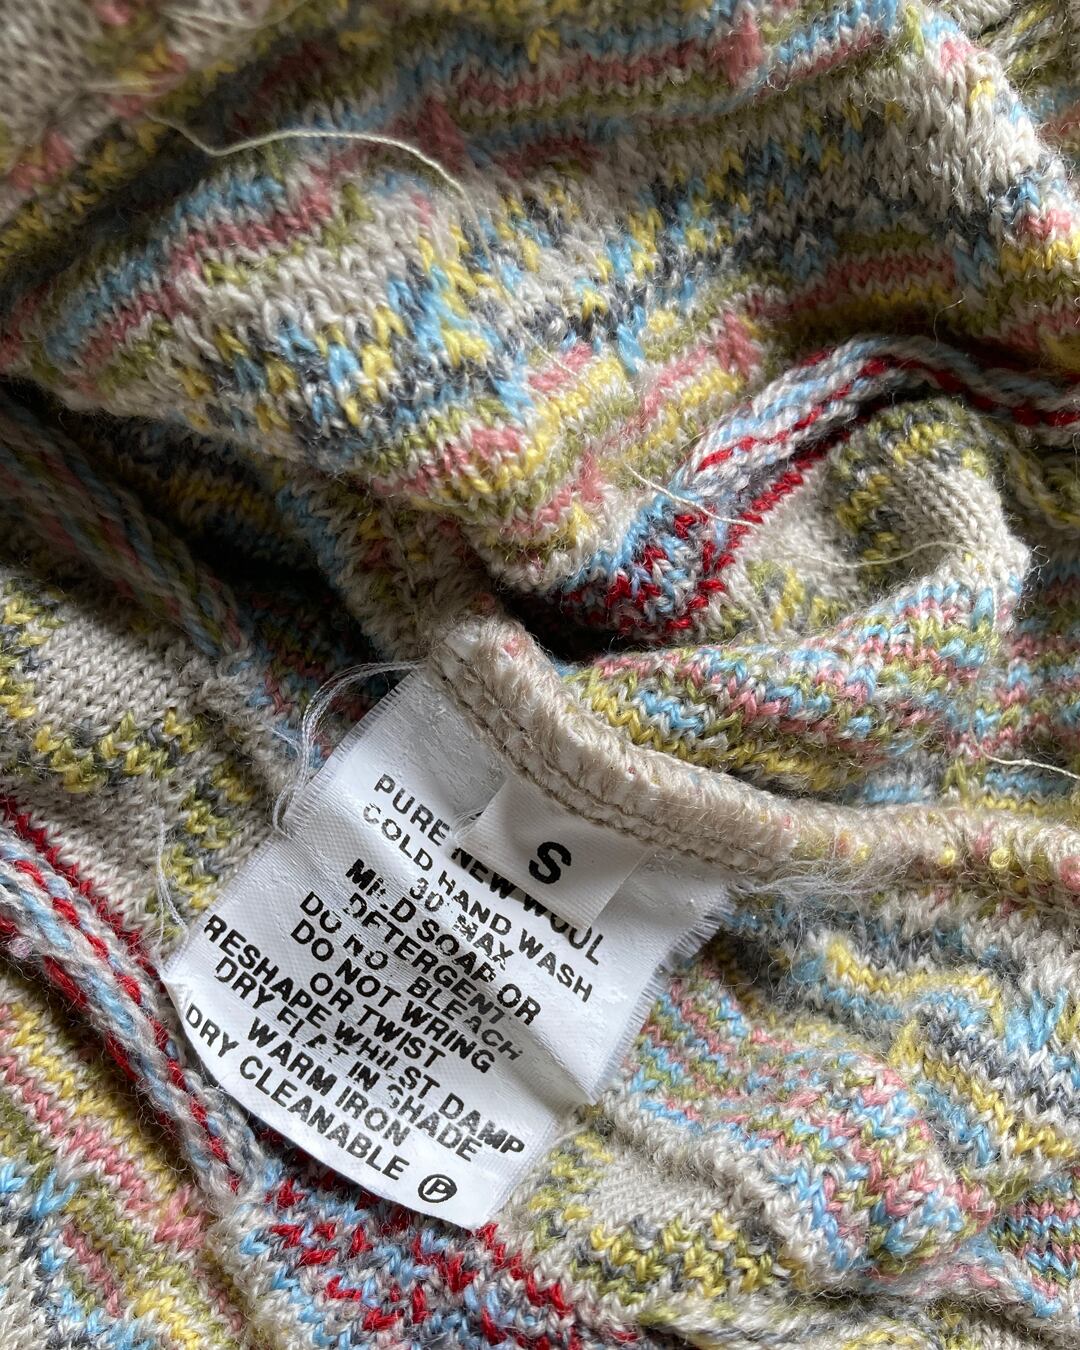 S
PURE NEW WOOL
COLD HAND WASH
30° MAX
MILD SOAP OR
DETERGENT
DO NO BLEACH
DO NOT WRING
OR TWIST
RESHAPE WHILST DAMP
DRY FLAT IN SHADE
WARM IRON
DRY CLEANABLE Ⓟ